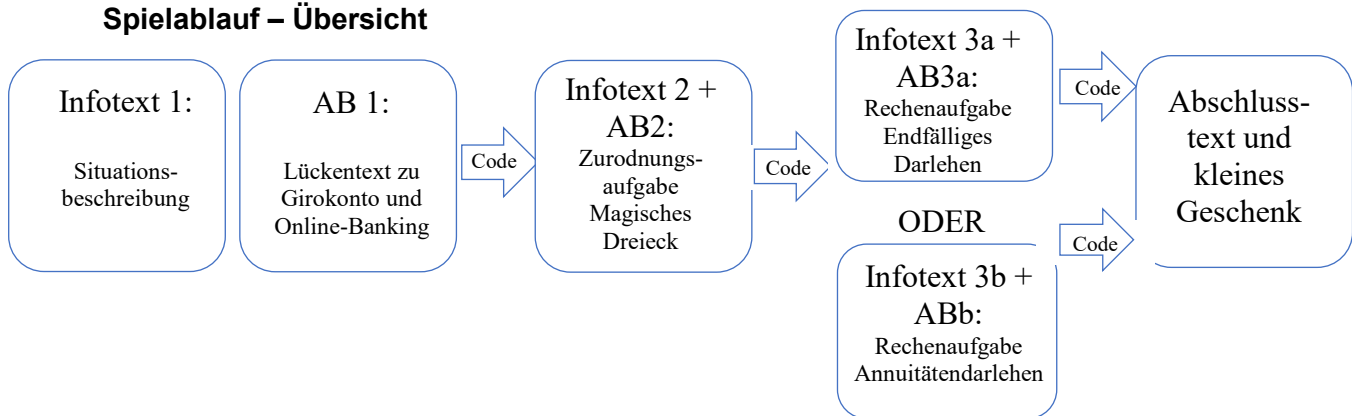 Spielablauf – Übersicht
Infotext 1:
Situations-
beschreibung
AB 1:
Lückentext zu
Girokonto und
Online-Banking
Code
Infotext 2 +
AB2:
Zurodnungs-
aufgabe
Magisches
Dreieck
Code
Infotext 3a +
AB3a:
Rechenaufgabe
Endfälliges
Darlehen
Code
ODER
Infotext 3b +
ABb:
Rechenaufgabe
Annuitätendarlehen
Code
Abschluss-
text und
kleines
Geschenk